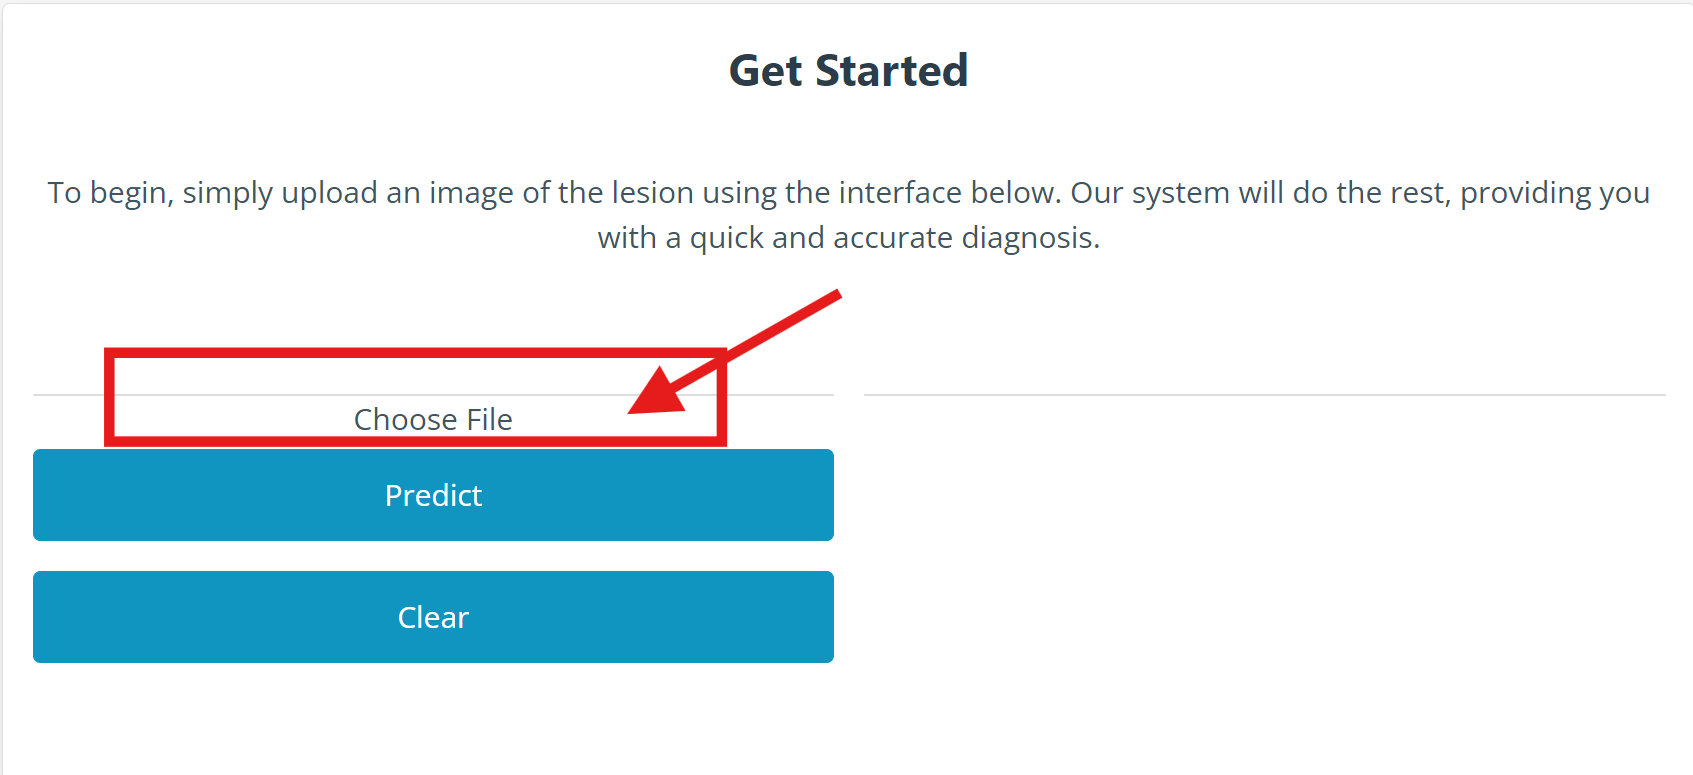 Get Started
To begin, simply upload an image of the lesion using the interface below. Our system will do the rest, providing you
with a quick and accurate diagnosis.
Choose File
Predict
Clear